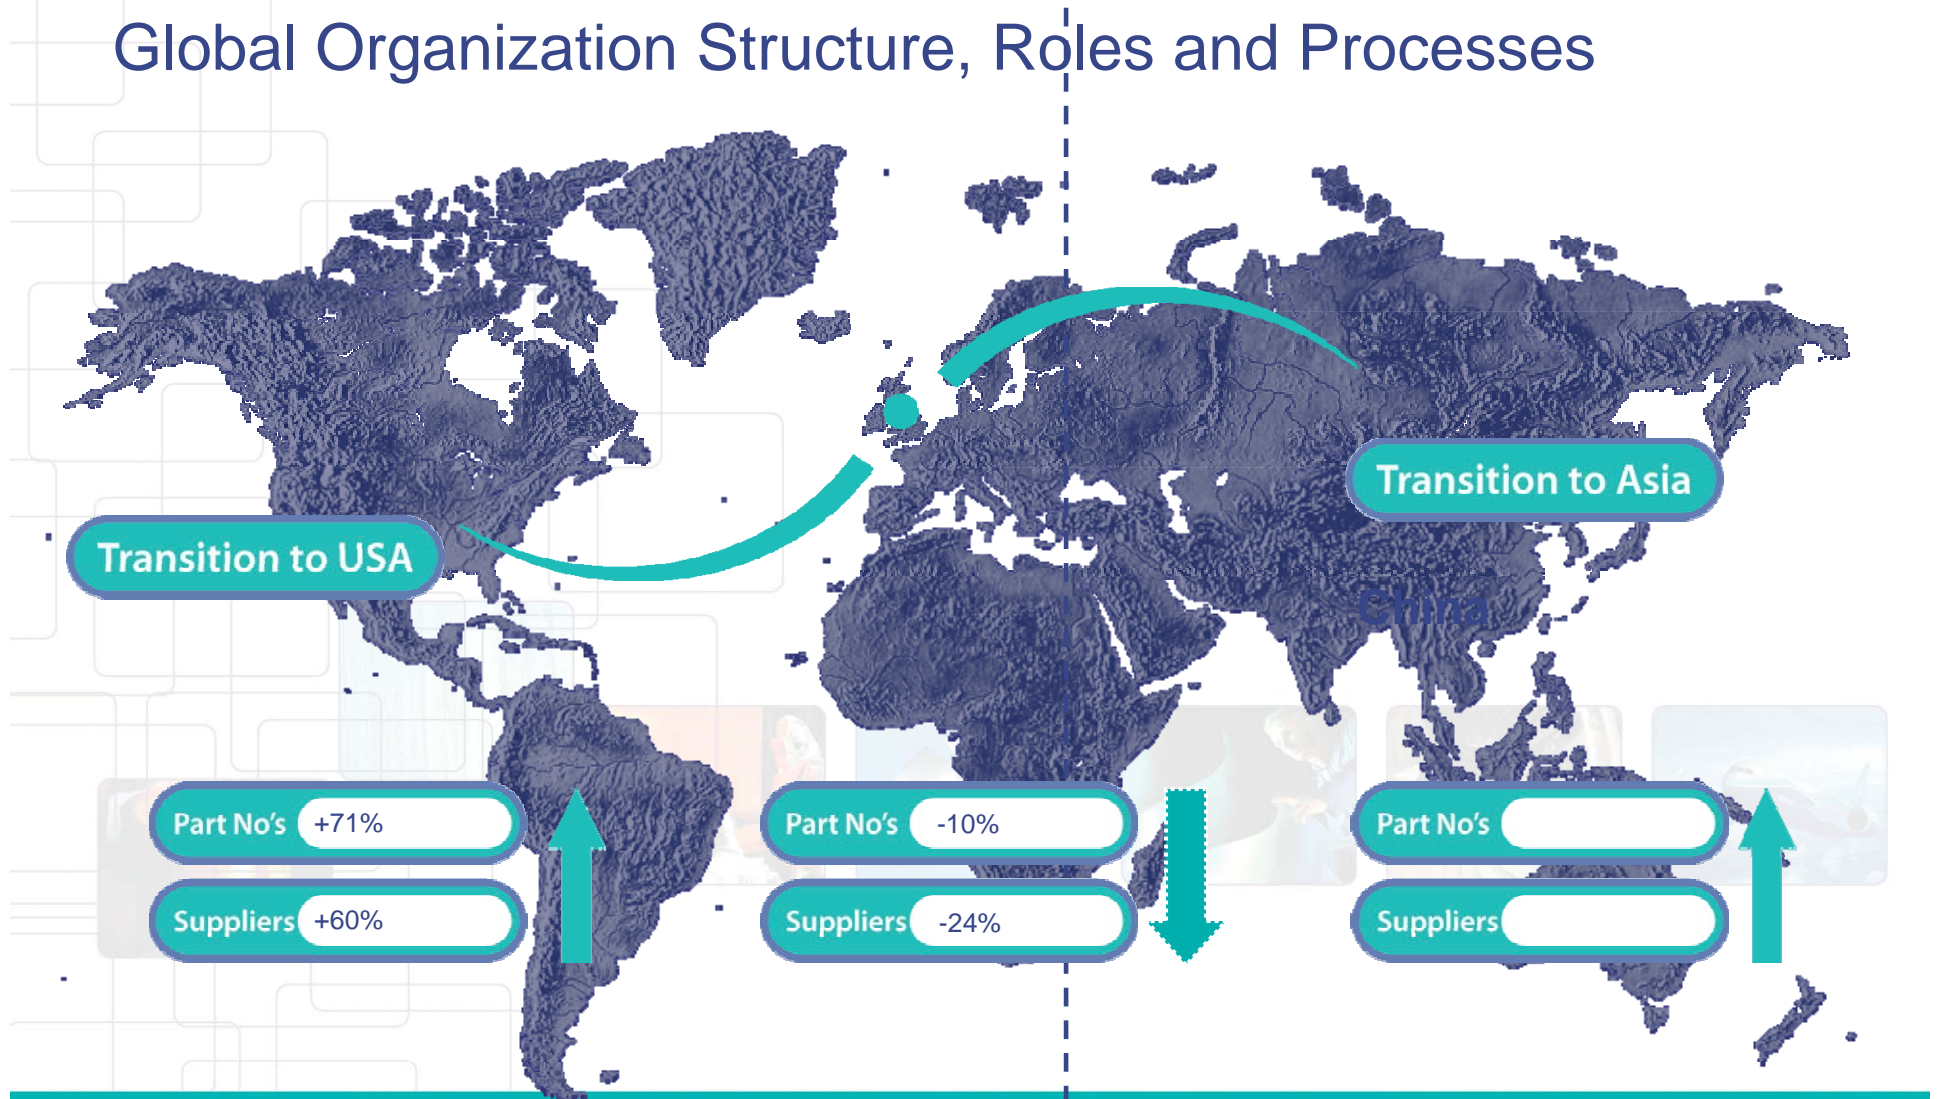 Global Organization Structure, Roles and Processes
Transition to Asia
Transition to USA
China
Part No's +71%
Suppliers +60%
Part No's -10%
Suppliers -24%
Part No's
Suppliers